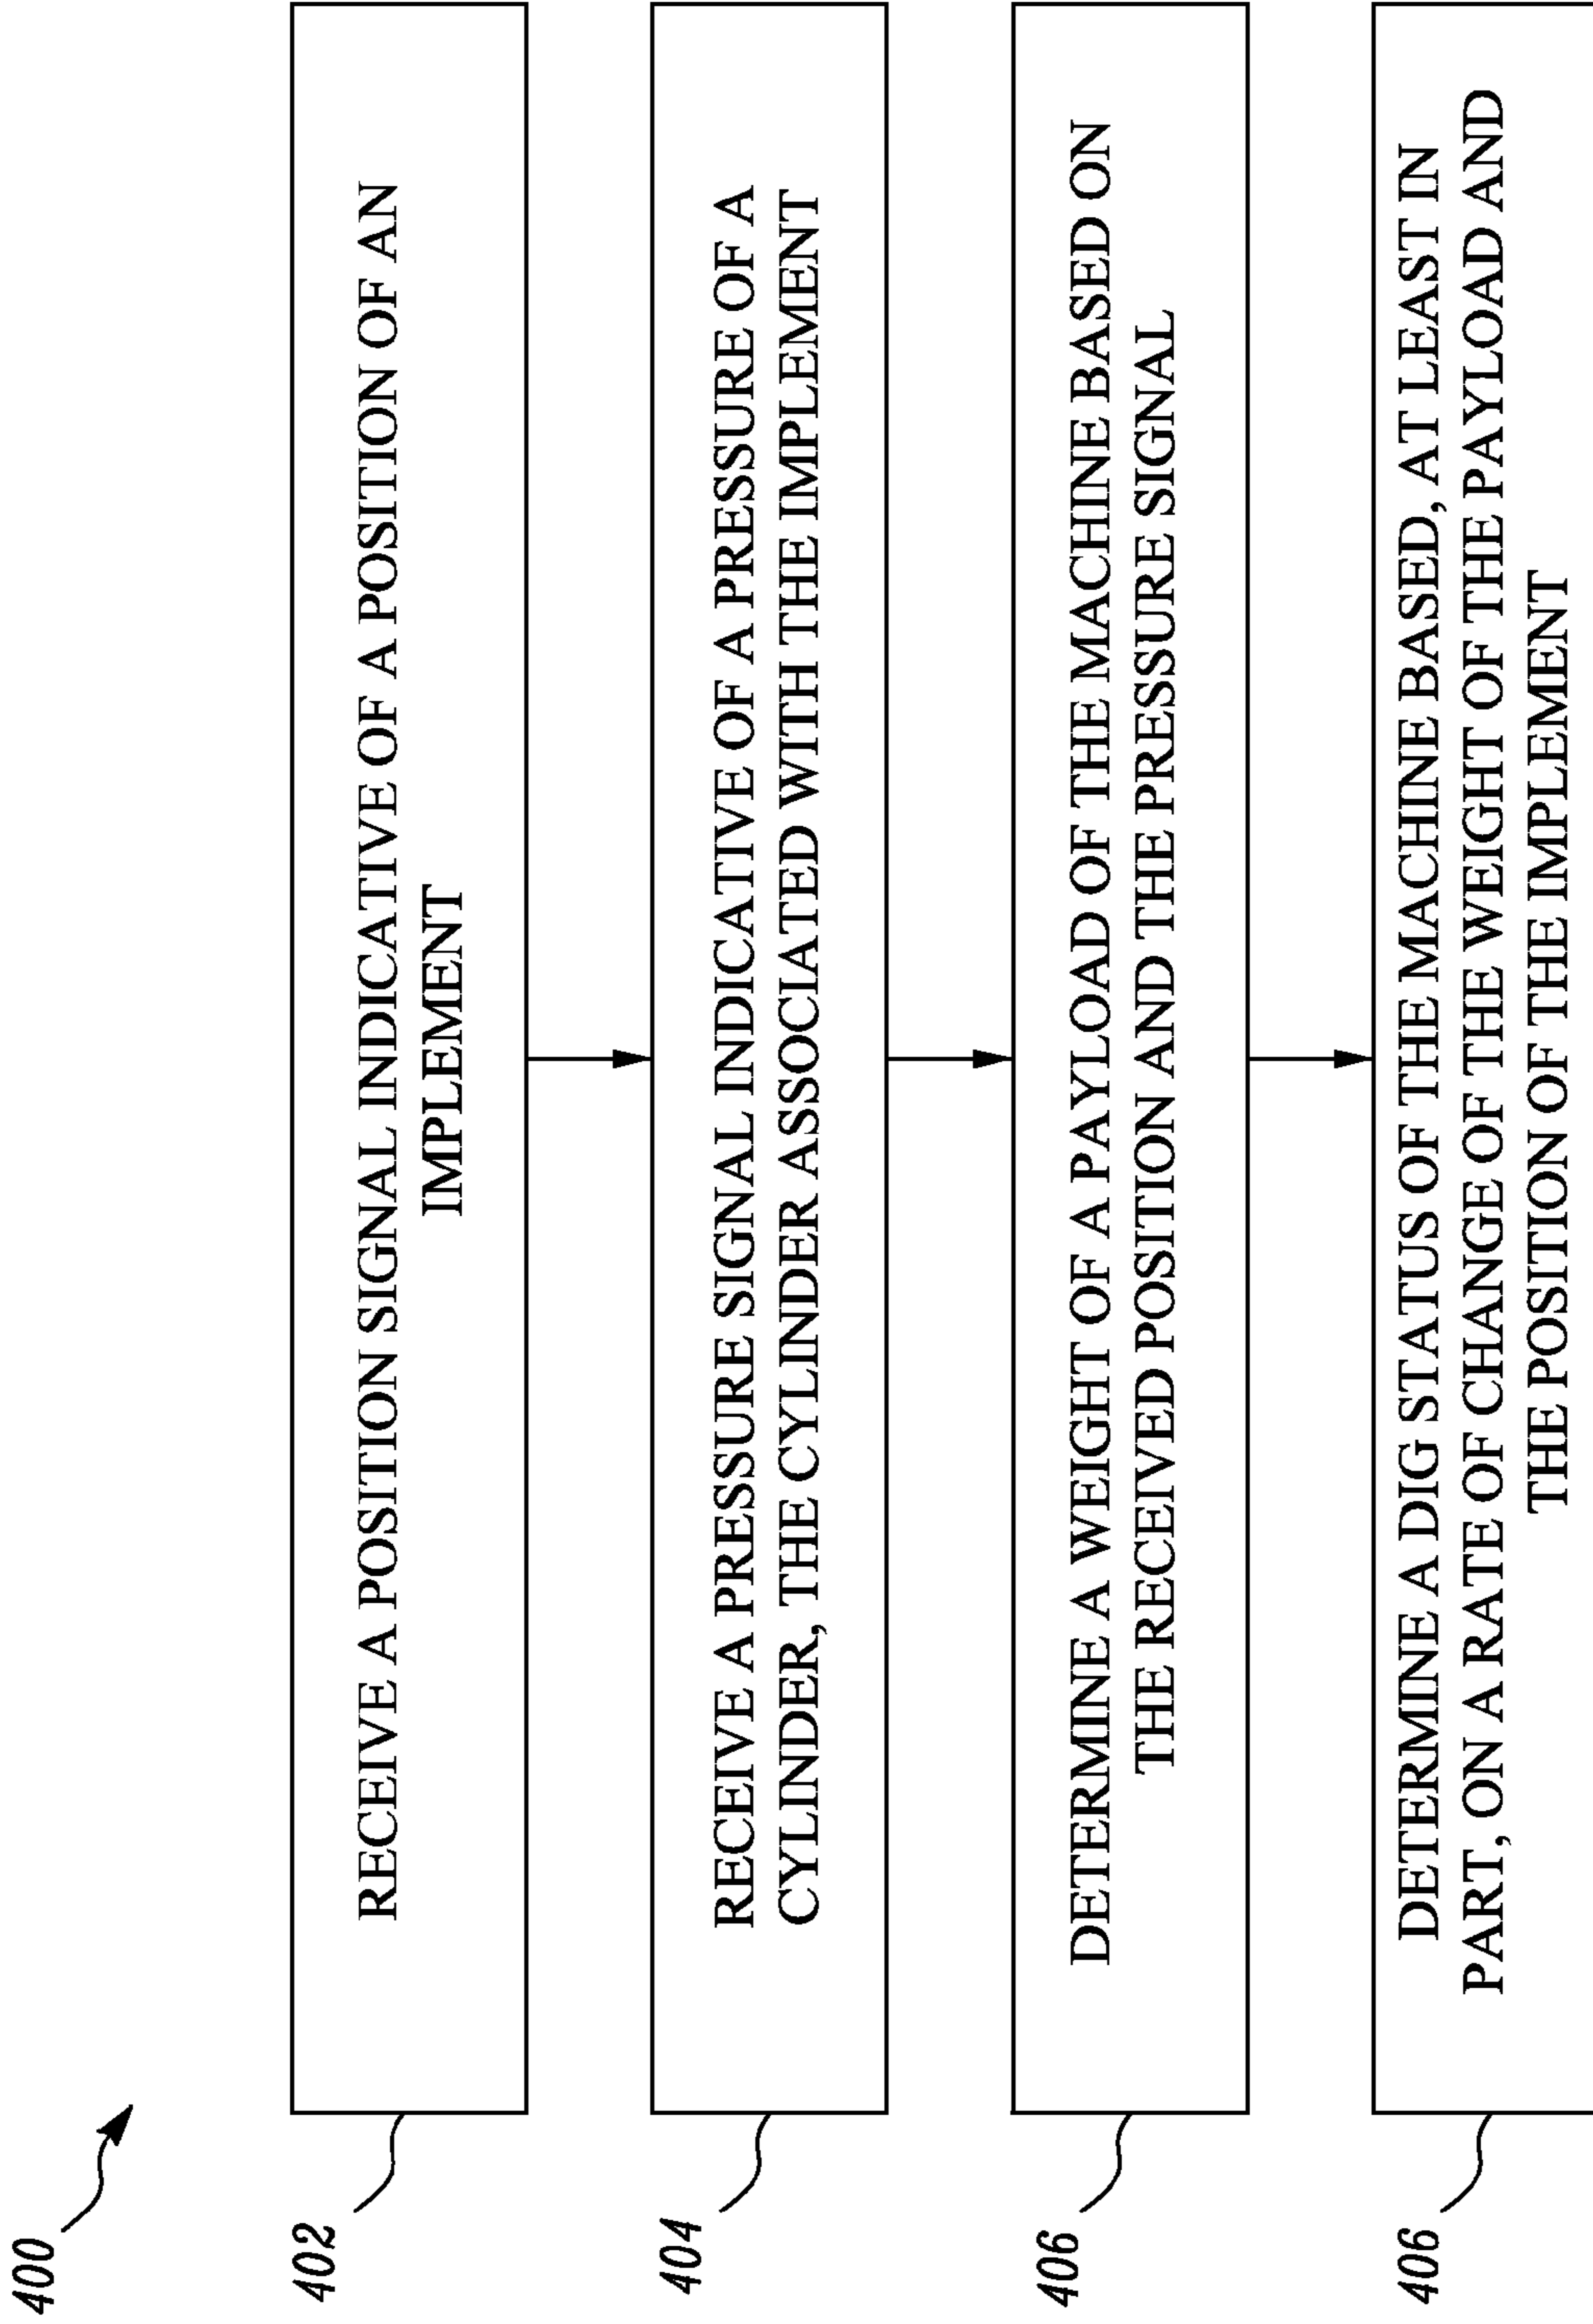 400
402
RECEIVE A POSITION SIGNAL INDICATIVE OF A POSITION OF AN
IMPLEMENT
404
RECEIVE A PRESSURE SIGNAL INDICATIVE OF A PRESSURE OF A
CYLINDER, THE CYLINDER ASSOCIATED WITH THE IMPLEMENT
406
DETERMINE A WEIGHT OF A PAYLOAD OF THE MACHINE BASED ON
THE RECEIVED POSITION AND THE PRESSURE SIGNAL
406
DETERMINE A DIG STATUS OF THE MACHINE BASED, AT LEAST IN
PART, ON A RATE OF CHANGE OF THE WEIGHT OF THE PAYLOAD AND
THE POSITION OF THE IMPLEMENT